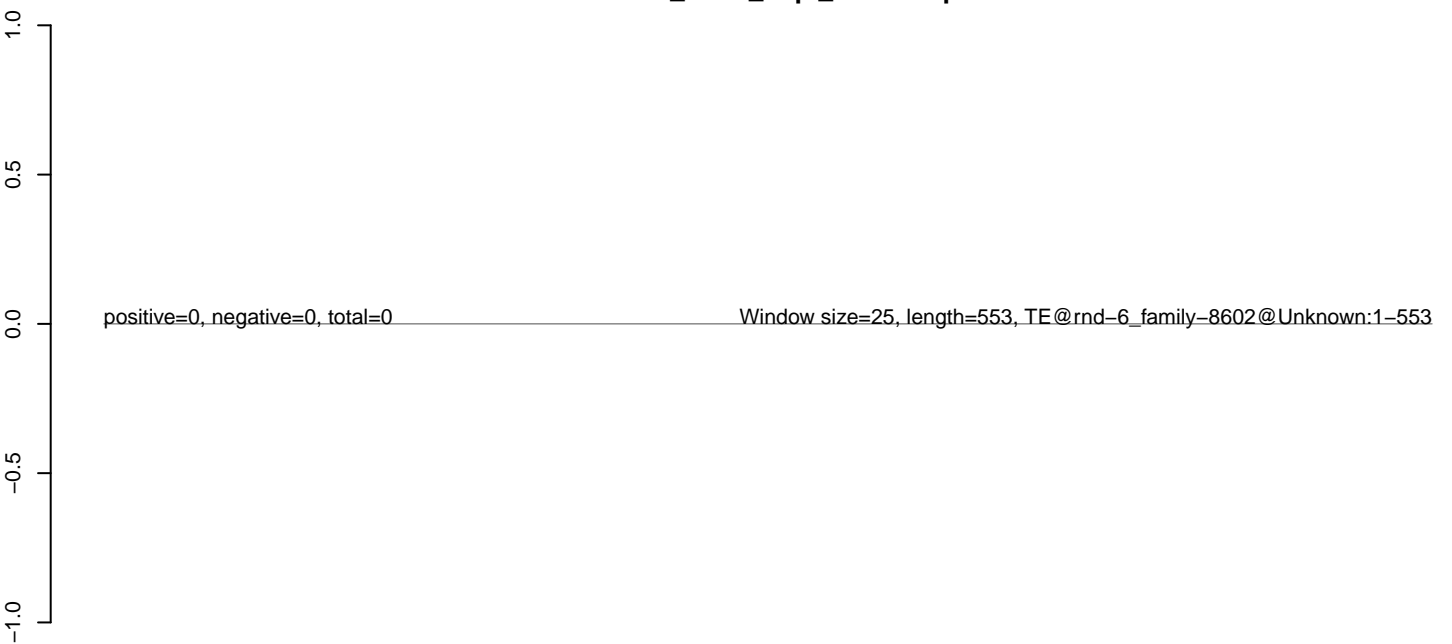 1.0
0.5
positive=0, negative=0, total=0
Window size=25, length=553, TE@rnd−6_family−8602@Unknown:1−553
0.0
−0.5
−1.0